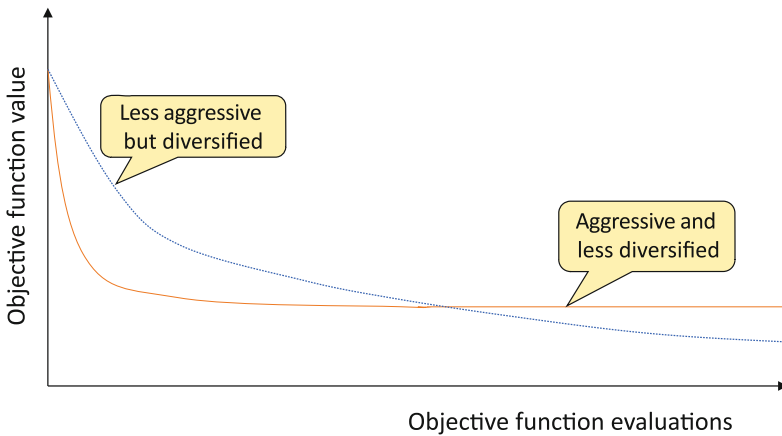 Objective function value
Less aggressive
but diversified
Aggressive and
less diversified
Objective function evaluations